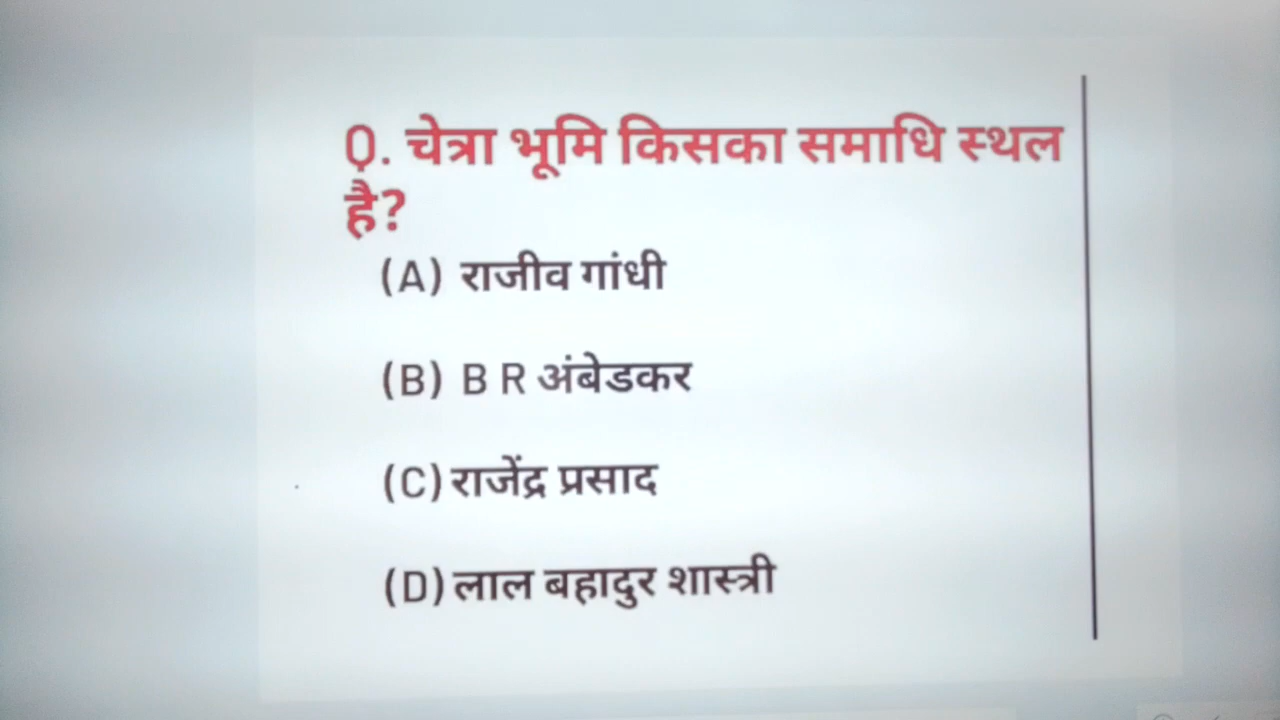 Q. चेत्रा भूमि किसका समाधि स्थल
है?
(A) राजीव गांधी
(B) B R अंबेडकर
(C) राजेंद्र प्रसाद
(D) लाल बहादुर शास्त्री